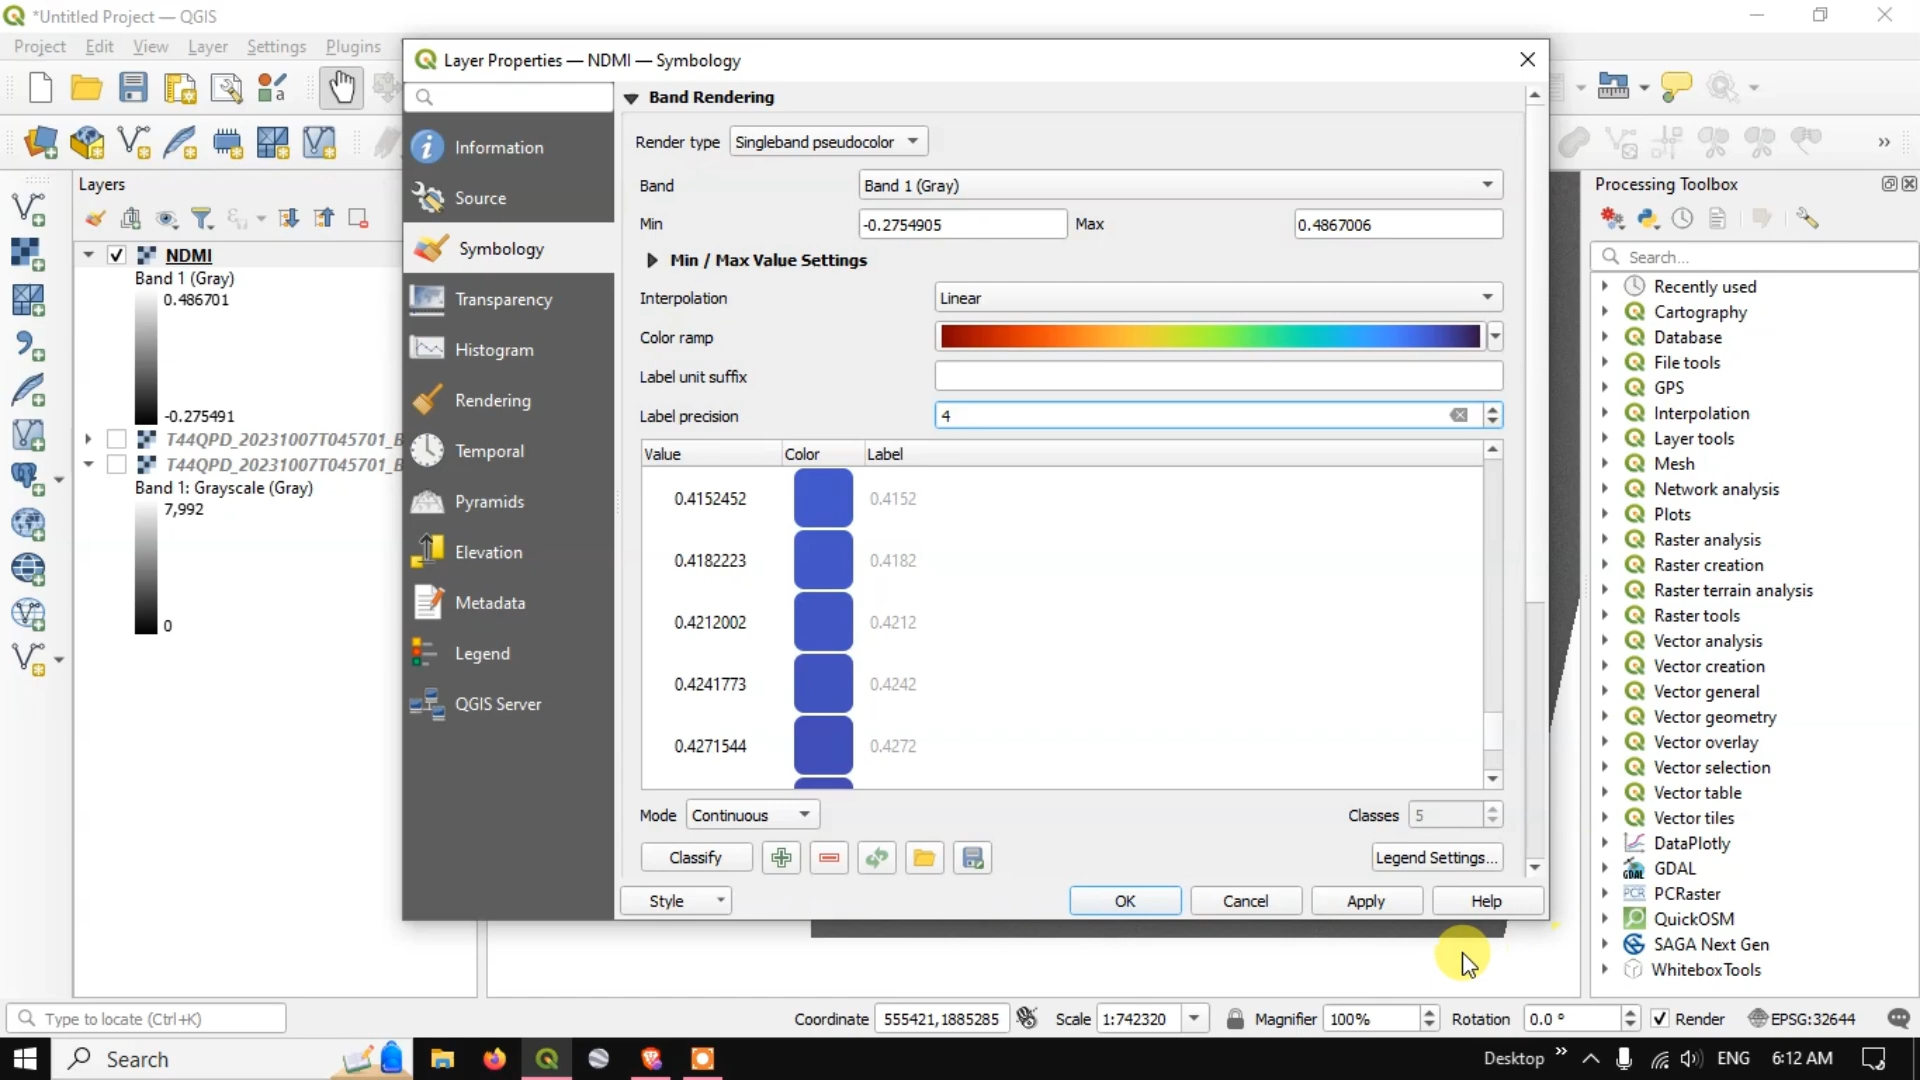 *Untitled Project — QGIS
Project Edit View Layer Settings Plugins
Layers
NDMI
Band 1 (Gray)
0.486701
-0.275491
T44QPD_20231007T045701_B
T44QPD_20231007T045701_B
Band 1: Grayscale (Gray)
7,992
0
Layer Properties — NDMI — Symbology
Information
Source
Symbology
Transparency
Histogram
Rendering
Temporal
Pyramids
Elevation
Metadata
Legend
QGIS Server
Band Rendering
Render type Singleband pseudocolor
Band Band 1 (Gray)
Min -0.2754905 Max 0.4867006
Min / Max Value Settings
Interpolation Linear
Color ramp
Label unit suffix
Label precision 4
Value Color Label
0.4152452 0.4152
0.4182223 0.4182
0.4212002 0.4212
0.4241773 0.4242
0.4271544 0.4272
Mode Continuous Classes 5
Classify Legend Settings...
Style OK Cancel Apply Help
Processing Toolbox
Search...
Recently used
Cartography
Database
File tools
GPS
Interpolation
Layer tools
Mesh
Network analysis
Plots
Raster analysis
Raster creation
Raster terrain analysis
Raster tools
Vector analysis
Vector creation
Vector general
Vector geometry
Vector overlay
Vector selection
Vector table
Vector tiles
DataPlotly
GDAL
PCRaster
QuickOSM
SAGA Next Gen
WhiteboxTools
Type to locate (Ctrl+K) Coordinate 555421,1885285 Scale 1:742320 Magnifier 100% Rotation 0.0 ° Render EPSG:32644
Search Desktop ENG 6:12 AM